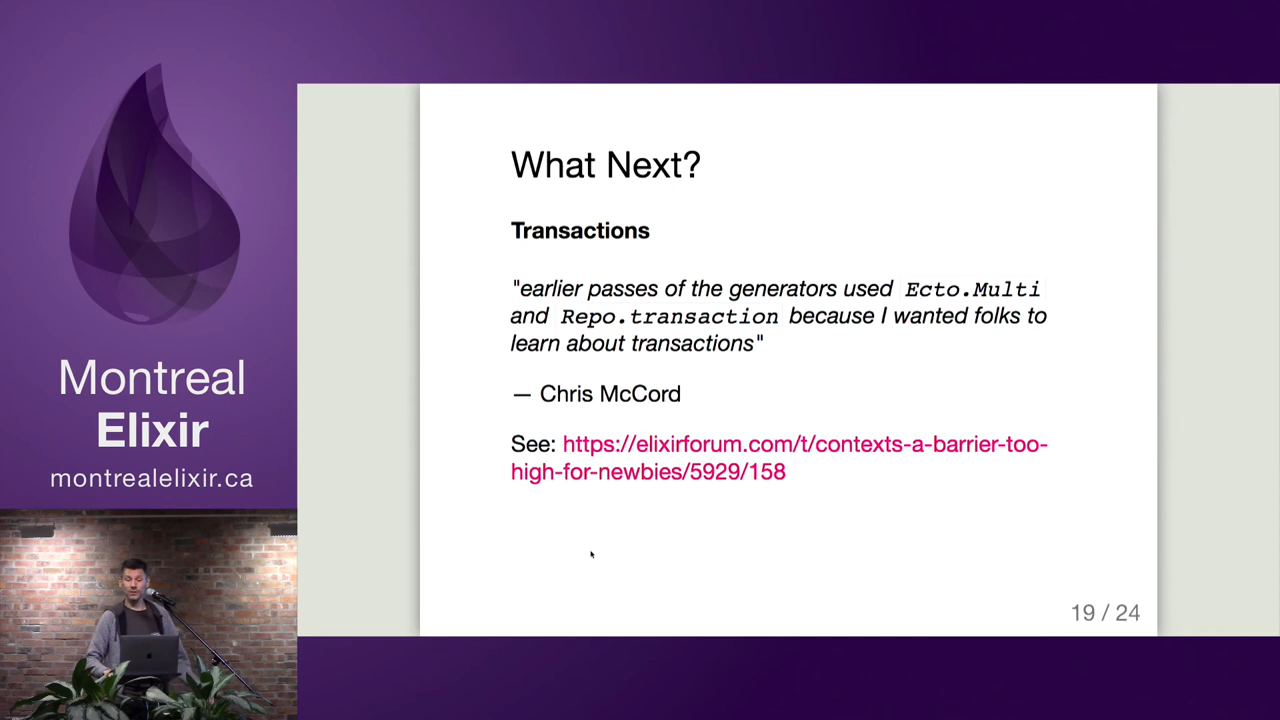 Montreal
Elixir
montrealelixir.ca
What Next?
Transactions
"earlier passes of the generators used Ecto.Multi
and Repo.transaction because I wanted folks to
learn about transactions"
— Chris McCord
See: https://elixirforum.com/t/contexts-a-barrier-too-
high-for-newbies/5929/158
19 / 24